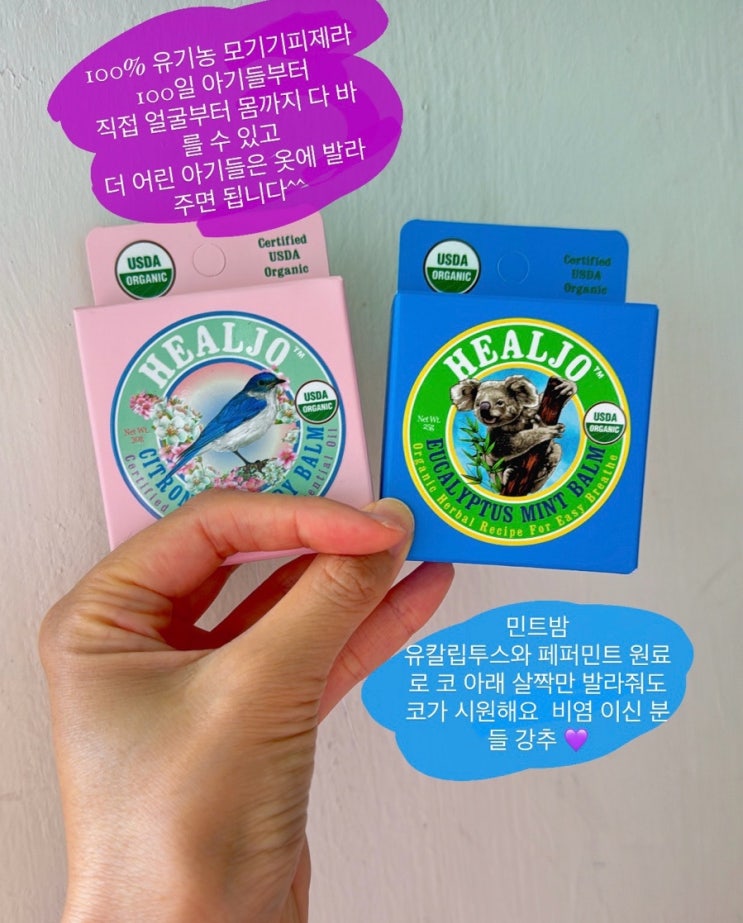 100% 유기농 모기기피제라
100일 아기들부터
직접 얼굴부터 몸까지 다 바
를 수 있고
더 어린 아기들은 옷에 발라
주면 됩니다^^
USDA
ORGANIC
Certified
USDA
Organic
HEALJO™
USDA
ORGANIC
Net Wt.
20g
BALM
Certified
Essential Oil
USDA
ORGANIC
Certified
USDA
Organic
HEALJO™
Net Wt.
25g
USDA
ORGANIC
EUCALYPTUS MINT BALM
Organic Herbal Recipe For Easy Breathe
민트밤
유칼립투스와 페퍼민트 원료
로 코 아래 살짝만 발라줘도
코가 시원해요 비염 이신 분
들 강추 💜